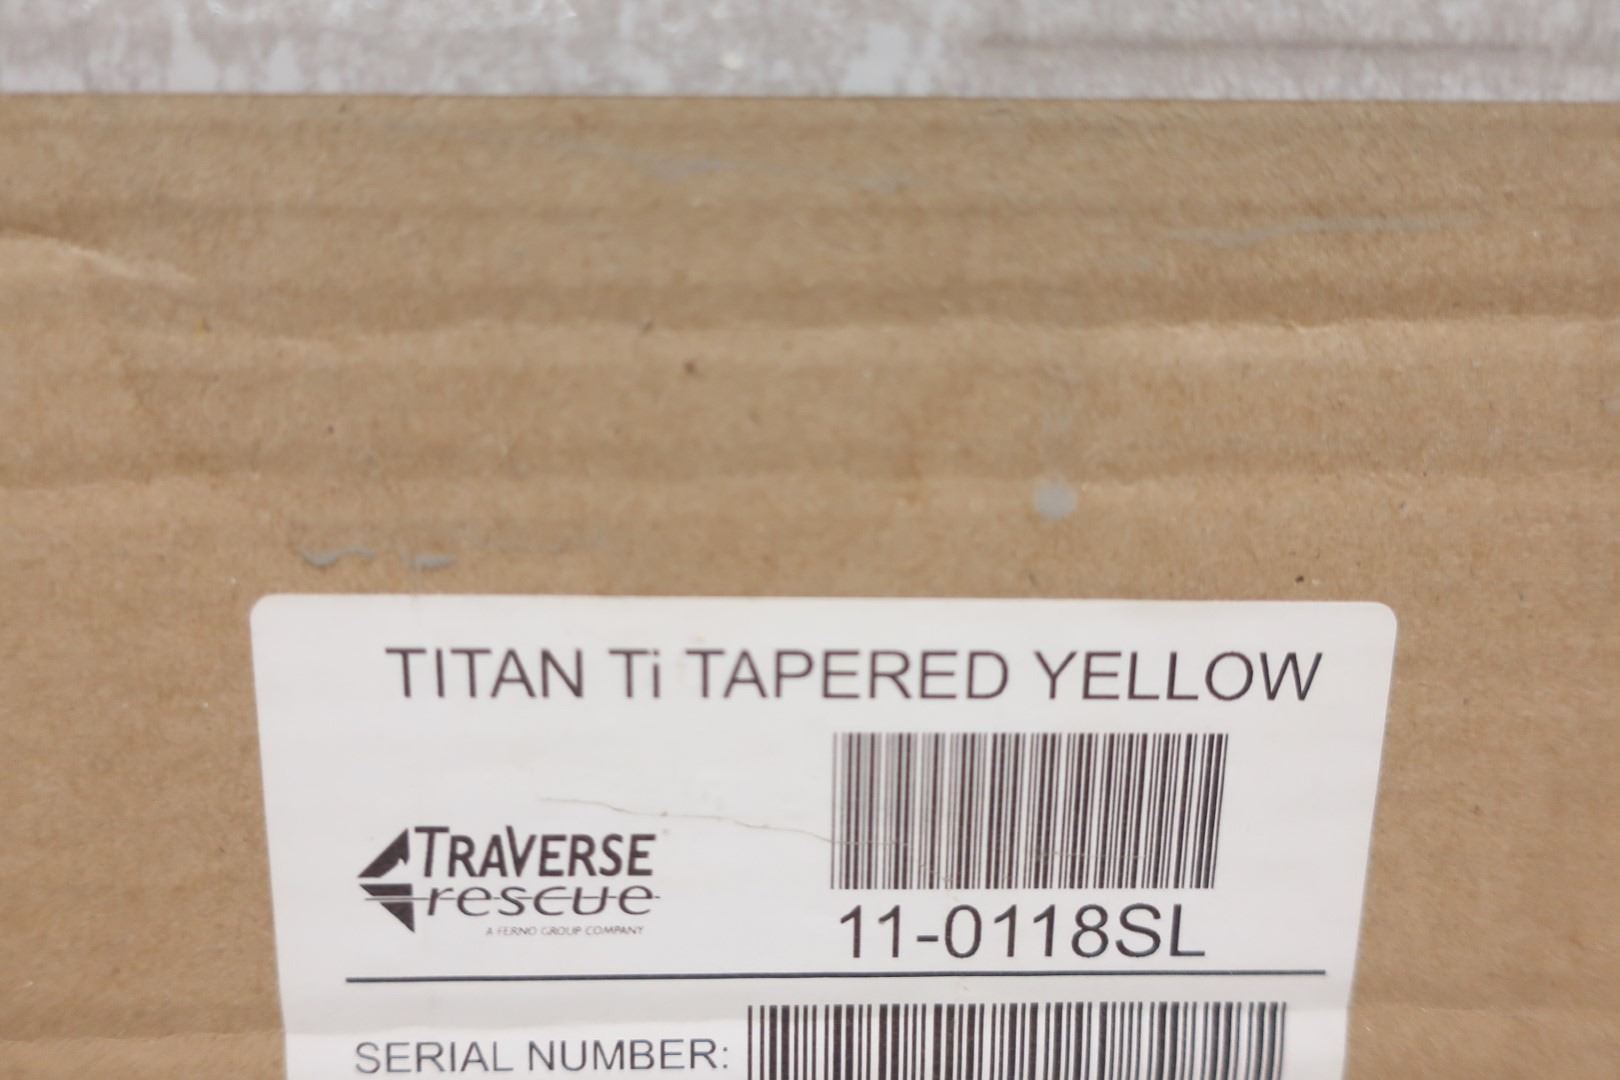 TITAN Ti TAPERED YELLOW
TRAVERSE
rescue
A FERNO GROUP COMPANY
11-0118SL
SERIAL NUMBER: